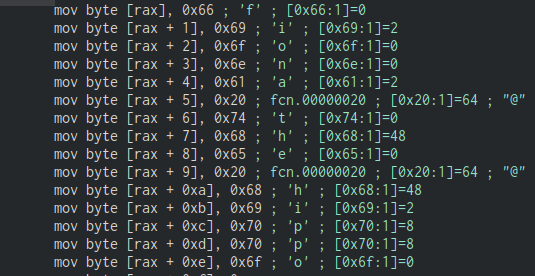 mov byte [rax], 0x66 ; 'f' ; [0x66:1]=0
mov byte [rax + 1], 0x69 ; 'i' ; [0x69:1]=2
mov byte [rax + 2], 0x6f ; 'o' ; [0x6f:1]=0
mov byte [rax + 3], 0x6e ; 'n' ; [0x6e:1]=0
mov byte [rax + 4], 0x61 ; 'a' ; [0x61:1]=2
mov byte [rax + 5], 0x20 ; fcn.00000020 ; [0x20:1]=64 ; "@"
mov byte [rax + 6], 0x74 ; 't' ; [0x74:1]=0
mov byte [rax + 7], 0x68 ; 'h' ; [0x68:1]=48
mov byte [rax + 8], 0x65 ; 'e' ; [0x65:1]=0
mov byte [rax + 9], 0x20 ; fcn.00000020 ; [0x20:1]=64 ; "@"
mov byte [rax + 0xa], 0x68 ; 'h' ; [0x68:1]=48
mov byte [rax + 0xb], 0x69 ; 'i' ; [0x69:1]=2
mov byte [rax + 0xc], 0x70 ; 'p' ; [0x70:1]=8
mov byte [rax + 0xd], 0x70 ; 'p' ; [0x70:1]=8
mov byte [rax + 0xe], 0x6f ; 'o' ; [0x6f:1]=0